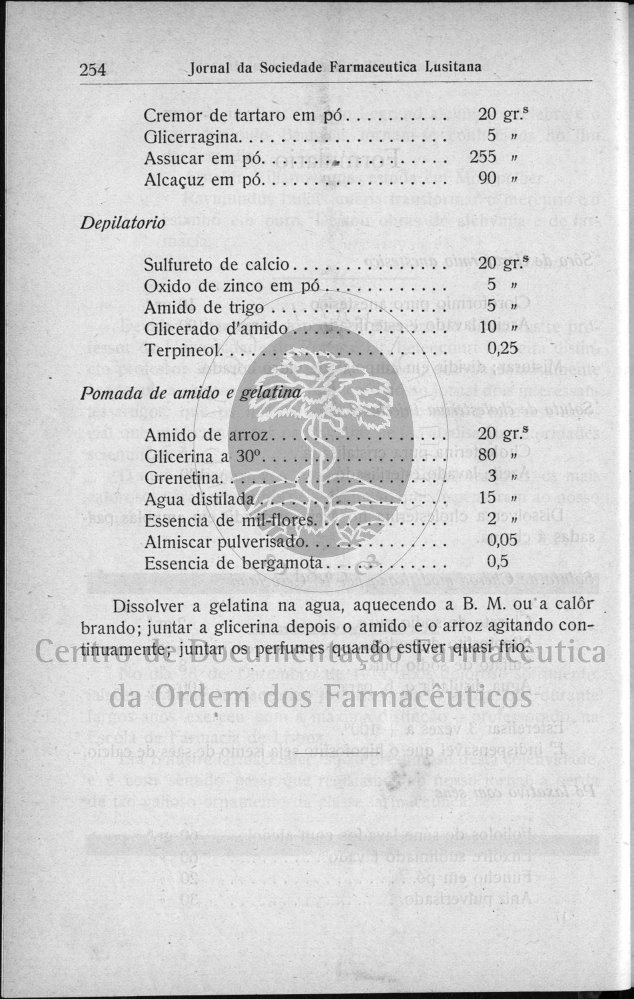 254 Jornal da Sociedade Farmaceutica Lusitana
Cremor de tartaro em pó. . . . . . . . . 20 gr.s
Glicerragina. . . . . . . . . . . . . . . . . . . . 5 „
Assucar em pó. . . . . . . . . . . . . . . . . 255 „
Alcaçuz em pó. . . . . . . . . . . . . . . . . 90 „
Depilatorio
Sulfureto de calcio . . . . . . . . . . . . . . 20 gr.s
Oxido de zinco em pó . . . . . . . . . . . 5 „
Amido de trigo . . . . . . . . . . . . . . . . . 5 „
Glicerado d'amido . . . . . . . . . . . . . . 10 „
Terpineol. . . . . . . . . . . . . . . . . . . . . . 0,25
Pomada de amido e gelatina
Amido de arroz . . . . . . . . . . . . . . . . . 20 gr.s
Glicerina a 30º. . . . . . . . . . . . . . . . . . 80 „
Grenetina. . . . . . . . . . . . . . . . . . . . . . 3 „
Agua distilada . . . . . . . . . . . . . . . . . . 15 „
Essencia de mil-flores. . . . . . . . . . . . 2 „
Almiscar pulverisado. . . . . . . . . . . . . 0,05
Essencia de bergamota . . . . . . . . . . . 0,5
Dissolver a gelatina na agua, aquecendo a B. M. ou a calôr
brando; juntar a glicerina depois o amido e o arroz agitando con-
tinuamente; juntar os perfumes quando estiver quasi frio.
Centro de Documentação Farmacêutica
da Ordem dos Farmacêuticos